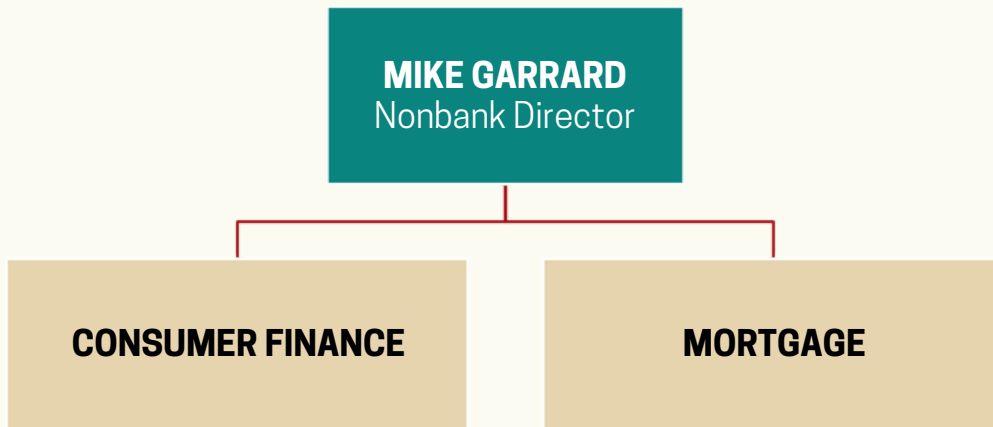 MIKE GARRARD
Nonbank Director
CONSUMER FINANCE
MORTGAGE